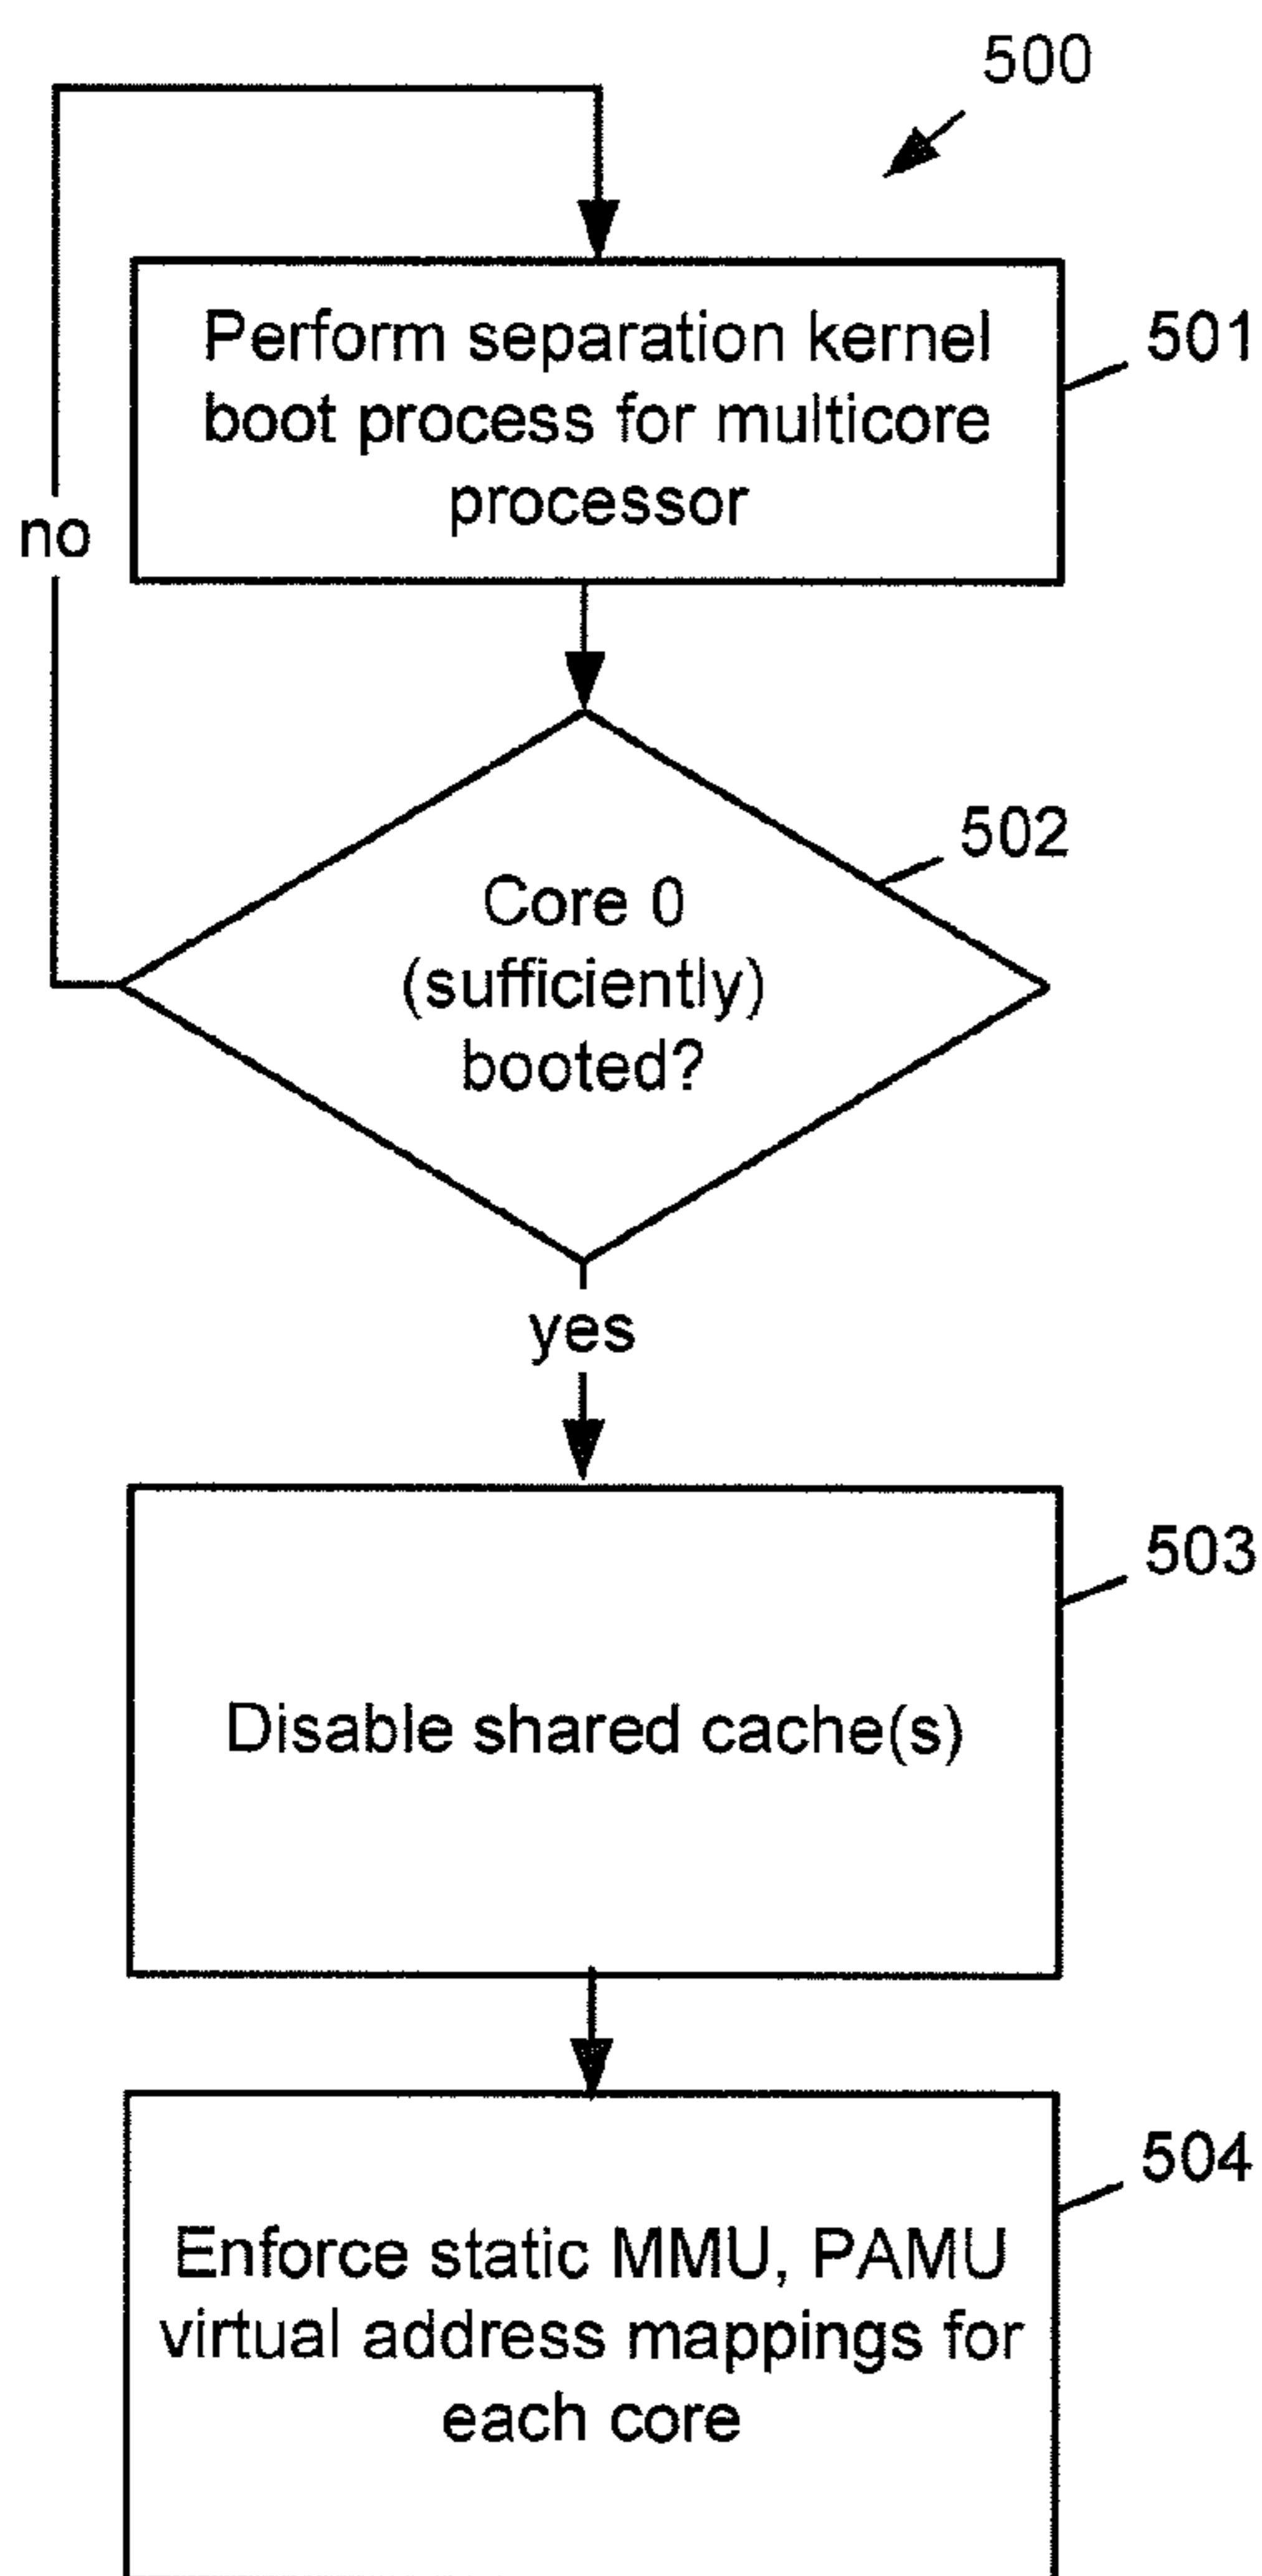 500
Perform separation kernel
boot process for multicore
processor
501
no
502
Core 0
(sufficiently)
booted?
yes
503
Disable shared cache(s)
504
Enforce static MMU, PAMU
virtual address mappings for
each core